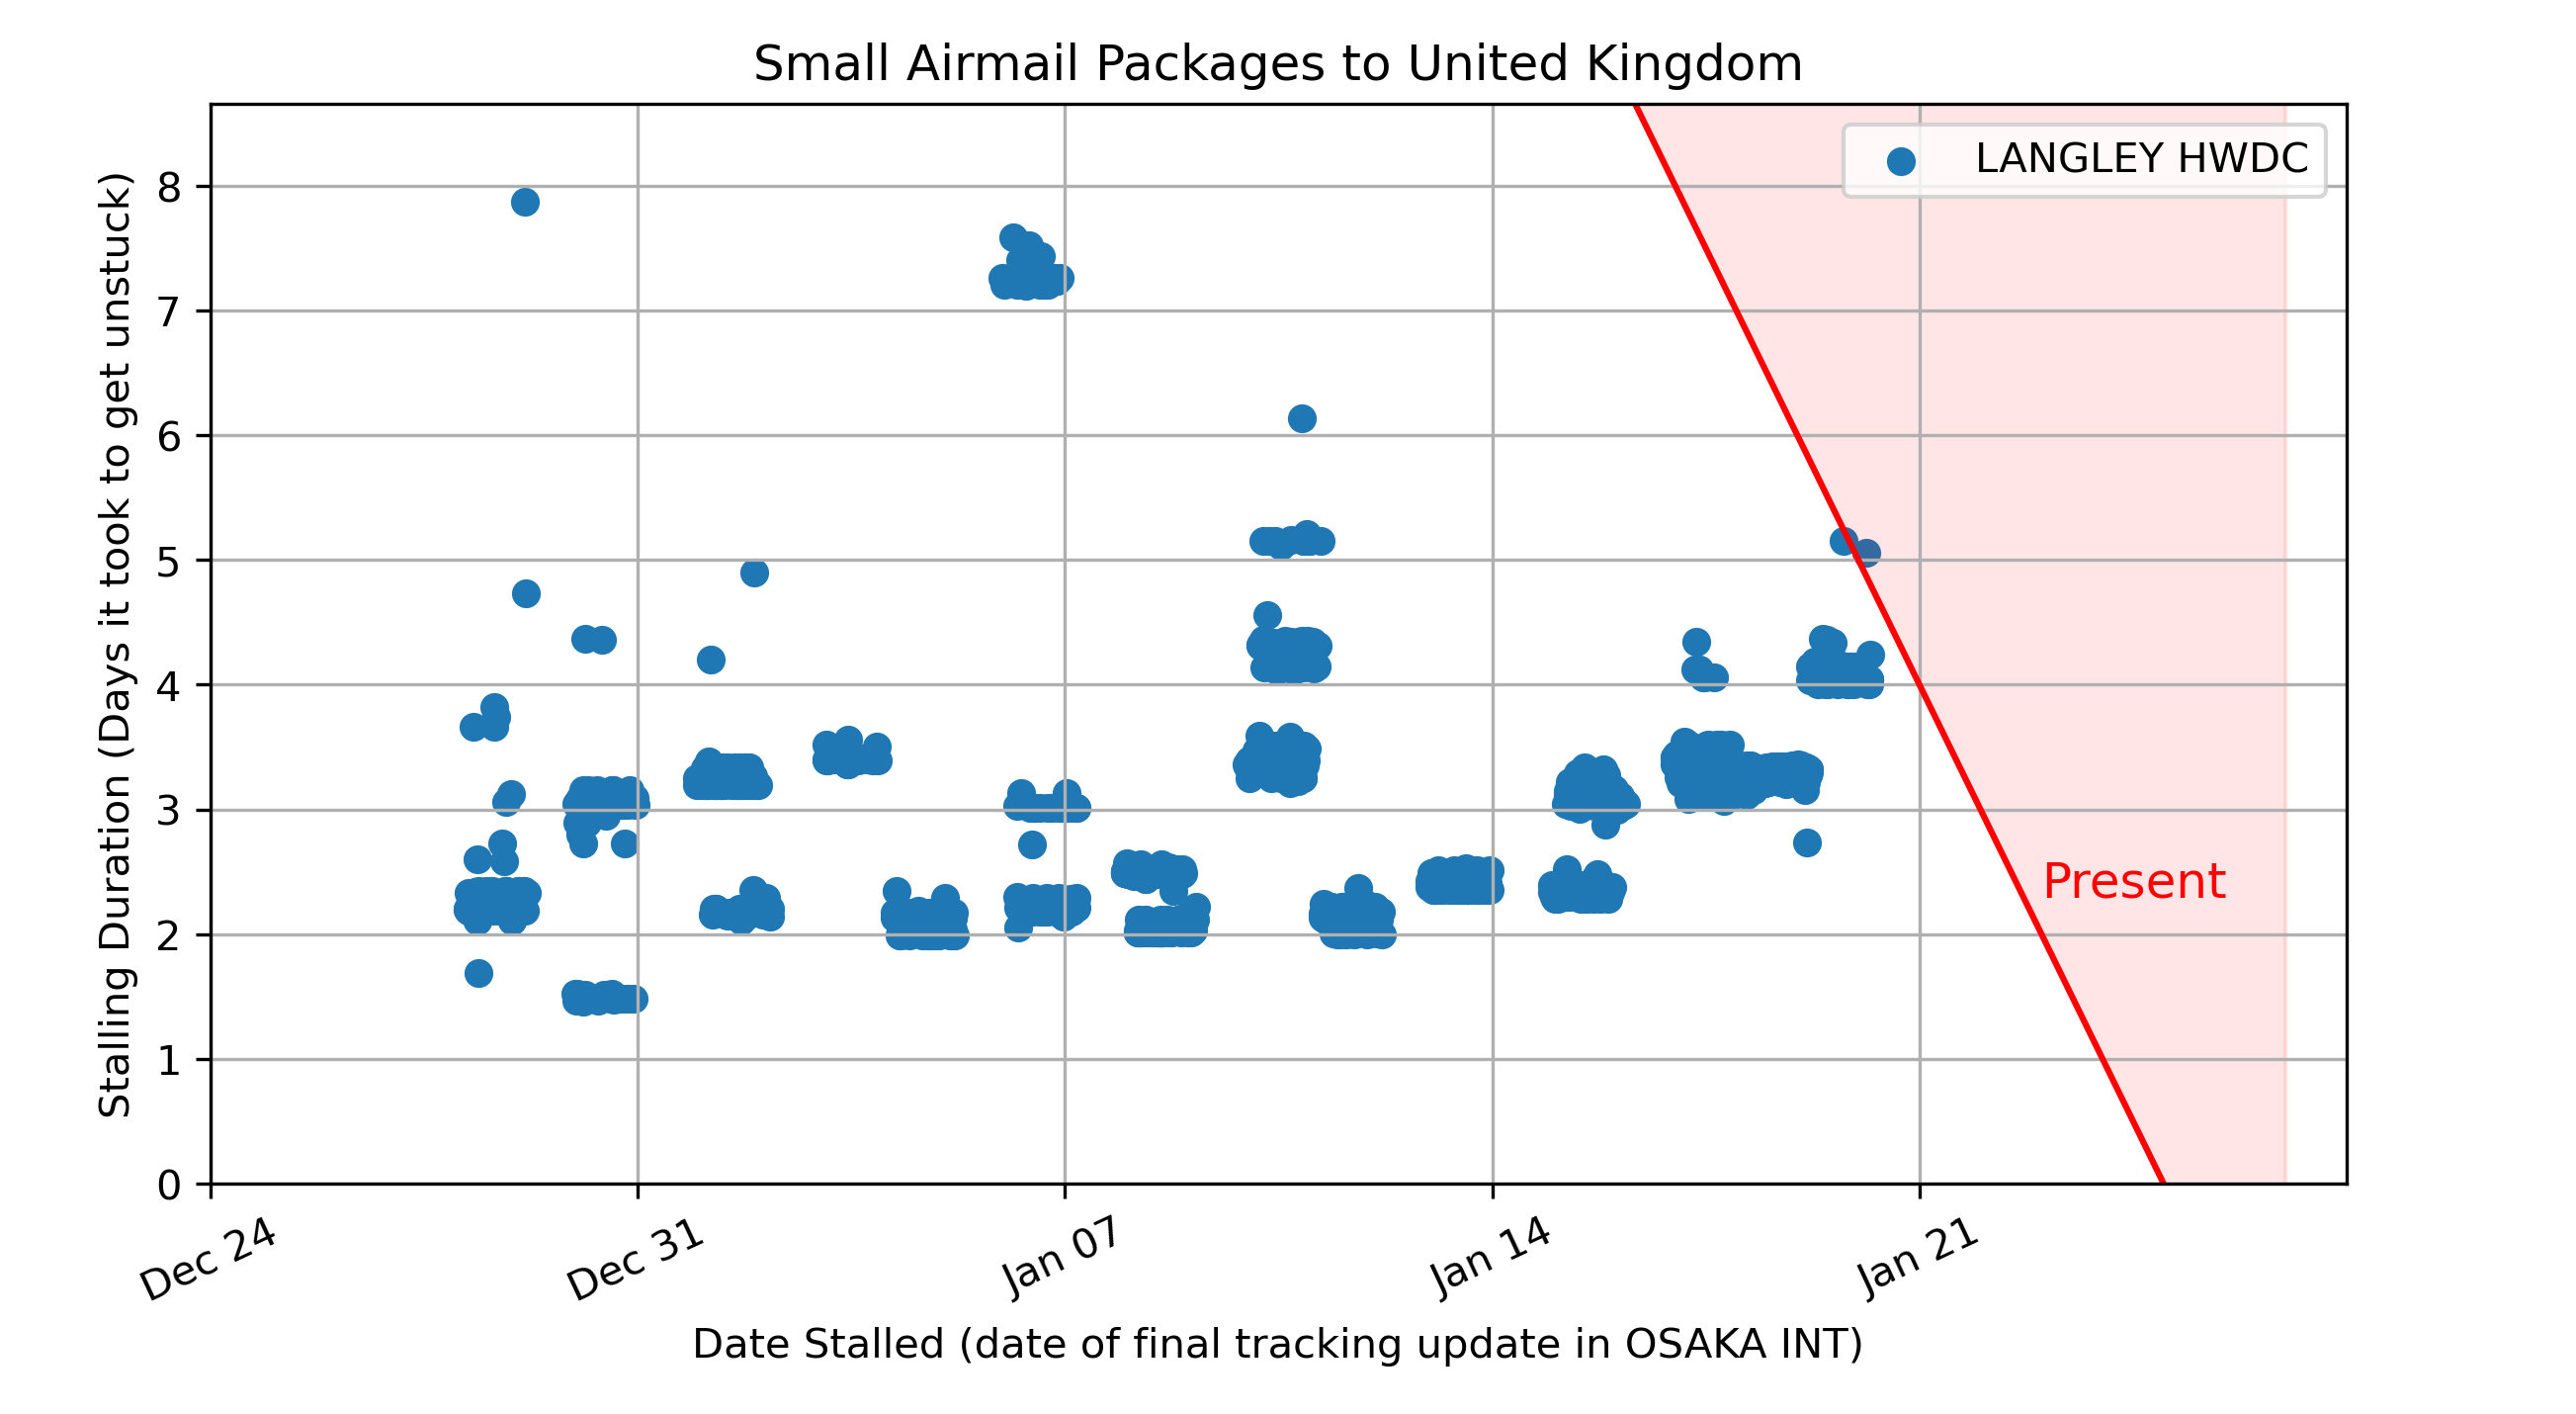 Small Airmail Packages to United Kingdom
LANGLEY HWDC
Stalling Duration (Days it took to get unstuck)
8
7
6
5
4
3
2
1
0
Present
Dec 24
Dec 31
Jan 07
Jan 14
Jan 21
Date Stalled (date of final tracking update in OSAKA INT)